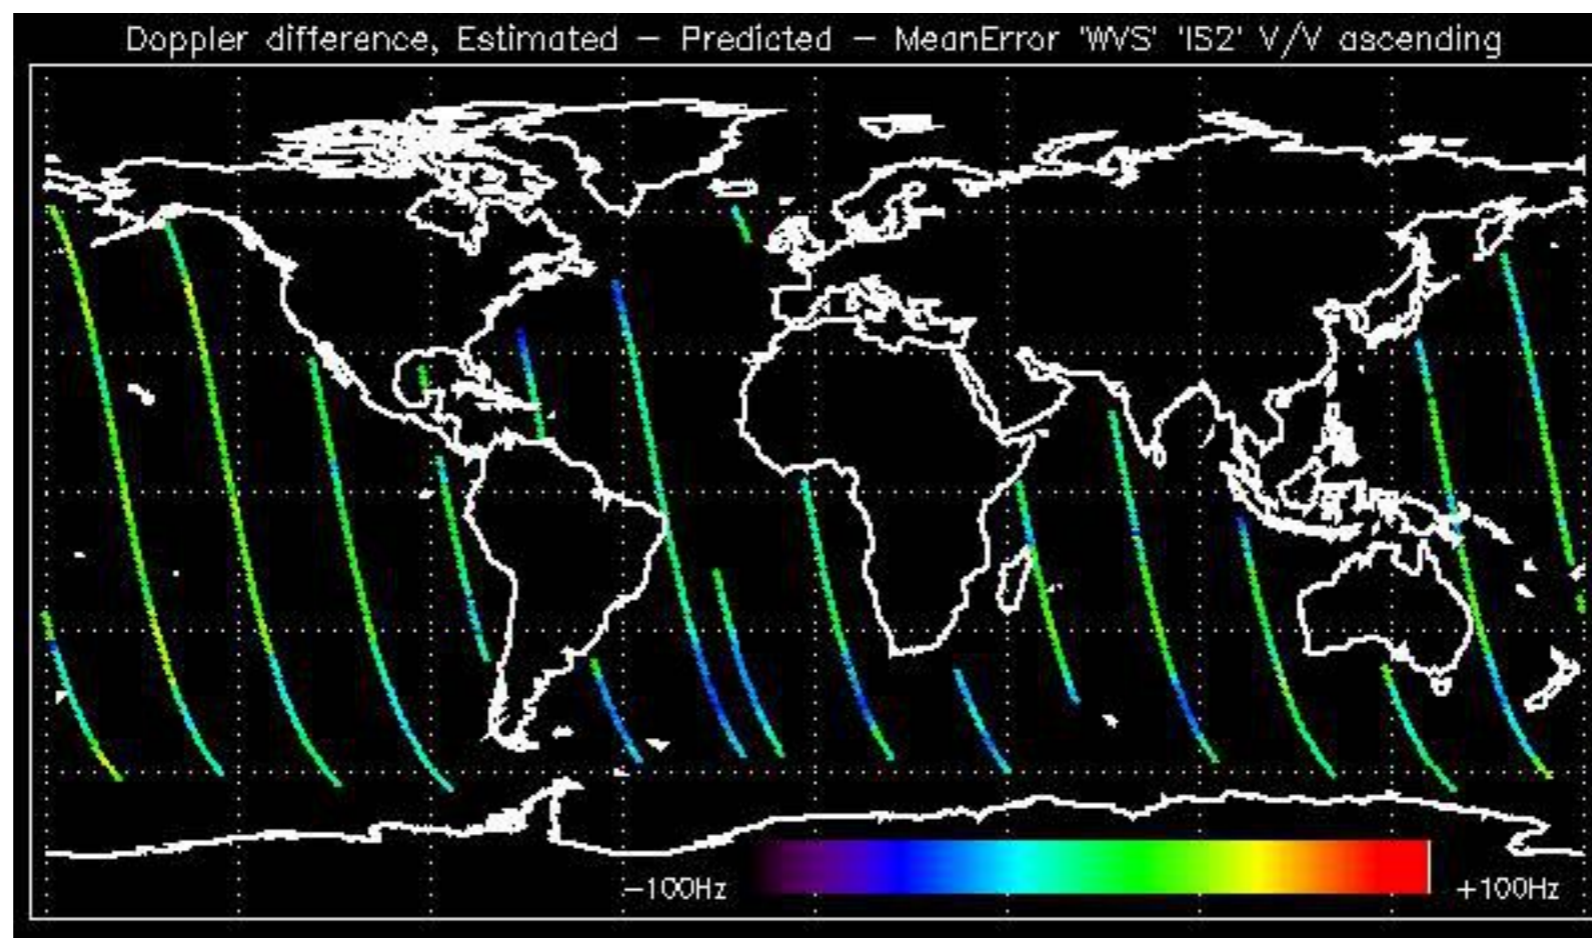 Doppler difference, Estimated – Predicted – MeanError 'WVS' 'IS2' V/V ascending
-100Hz +100Hz